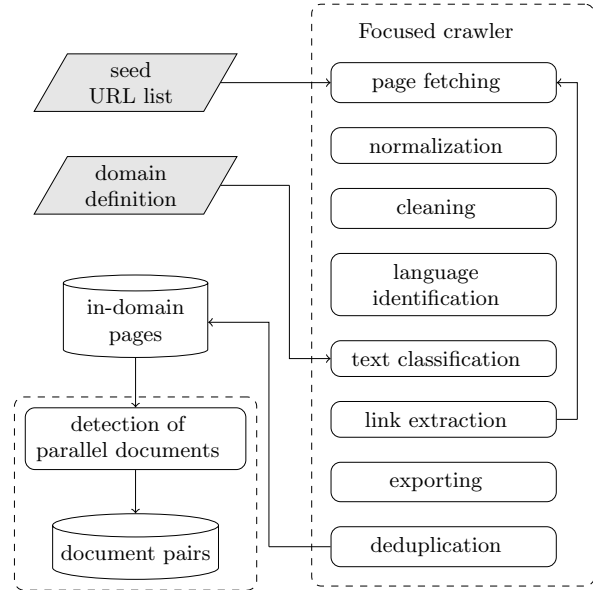 Focused crawler
seed
URL list
page fetching
normalization
domain
definition
cleaning
language
identification
in-domain
pages
text classification
link extraction
detection of
parallel documents
exporting
deduplication
document pairs